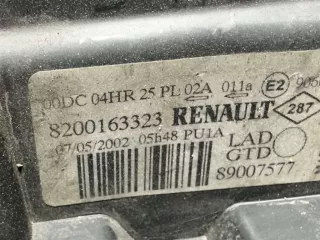 00DC 04HR 25 PL 02A 011a E2
8200163323 RENAULT 287
07/05/2002 05h48 PU1A LAD
GTD
89007577